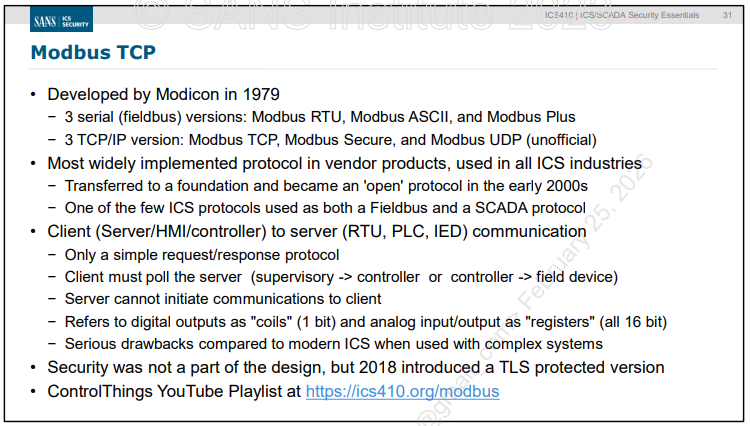 © SANS Institute 2026
SANS | ICS SECURITY
ICS410 | ICS/SCADA Security Essentials 31
Modbus TCP
• Developed by Modicon in 1979
− 3 serial (fieldbus) versions: Modbus RTU, Modbus ASCII, and Modbus Plus
− 3 TCP/IP version: Modbus TCP, Modbus Secure, and Modbus UDP (unofficial)
• Most widely implemented protocol in vendor products, used in all ICS industries
− Transferred to a foundation and became an 'open' protocol in the early 2000s
− One of the few ICS protocols used as both a Fieldbus and a SCADA protocol
• Client (Server/HMI/controller) to server (RTU, PLC, IED) communication
− Only a simple request/response protocol
− Client must poll the server (supervisory -> controller or controller -> field device)
− Server cannot initiate communications to client
− Refers to digital outputs as "coils" (1 bit) and analog input/output as "registers" (all 16 bit)
− Serious drawbacks compared to modern ICS when used with complex systems
• Security was not a part of the design, but 2018 introduced a TLS protected version
• ControlThings YouTube Playlist at https://ics410.org/modbus
February 25, 2026